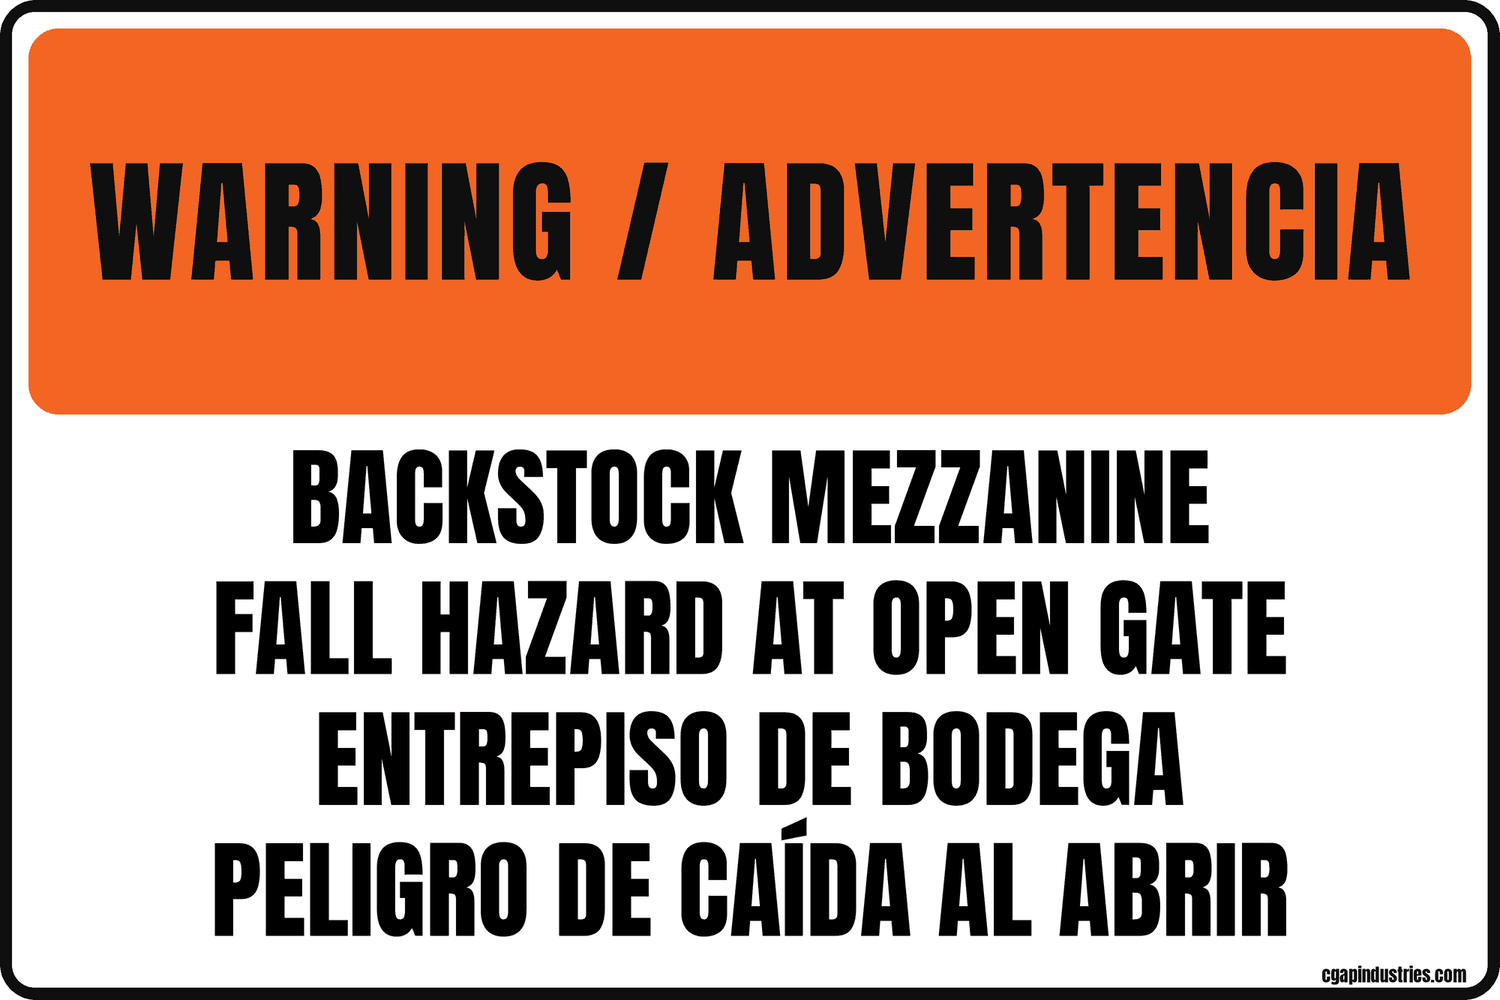 WARNING / ADVERTENCIA
BACKSTOCK MEZZANINE
FALL HAZARD AT OPEN GATE
ENTREPISO DE BODEGA
PELIGRO DE CAÍDA AL ABRIR
cgapindustries.com